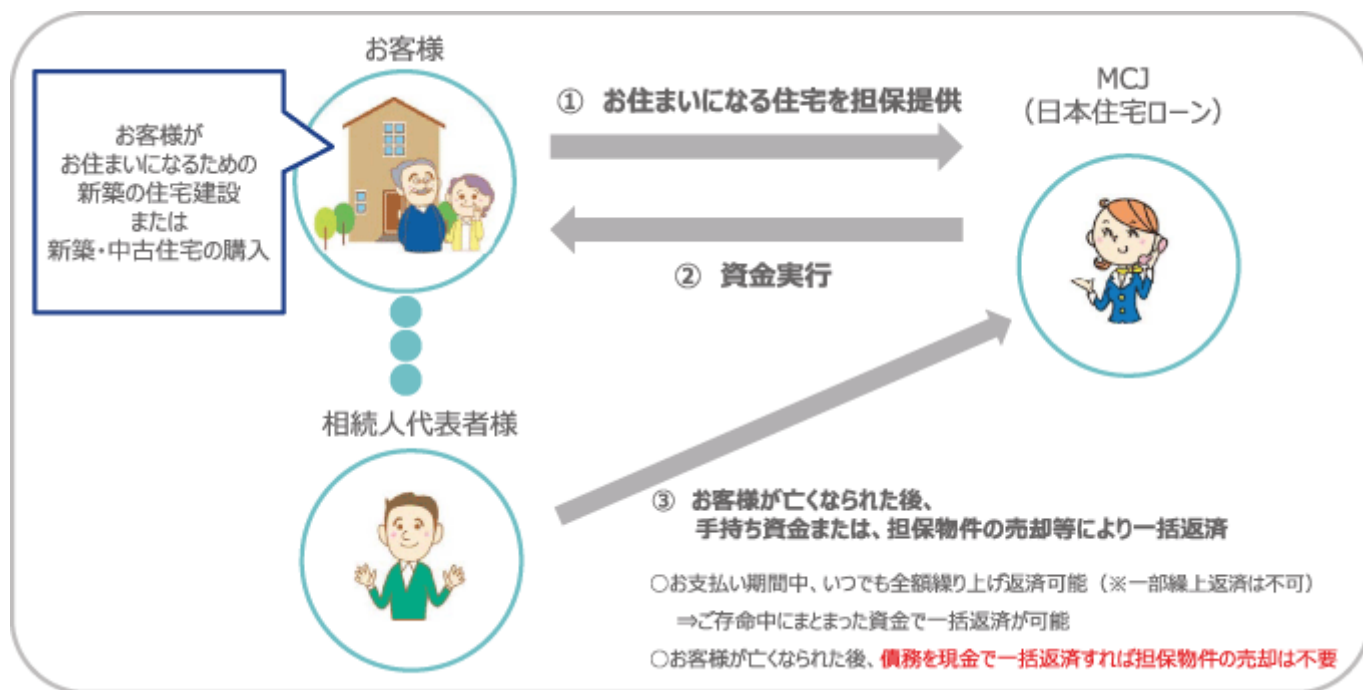 お客様
お客様が
お住まいになるための
新築の住宅建設
または
新築・中古住宅の購入
① お住まいになる住宅を担保提供
MCJ
（日本住宅ローン）
② 資金実行
相続人代表者様
③ お客様が亡くなられた後、
手持ち資金または、担保物件の売却等により一括返済
○お支払い期間中、いつでも全額繰り上げ返済可能（※一部繰上返済は不可）
⇒ご存命中にまとまった資金で一括返済が可能
○お客様が亡くなられた後、債務を現金で一括返済すれば担保物件の売却は不要